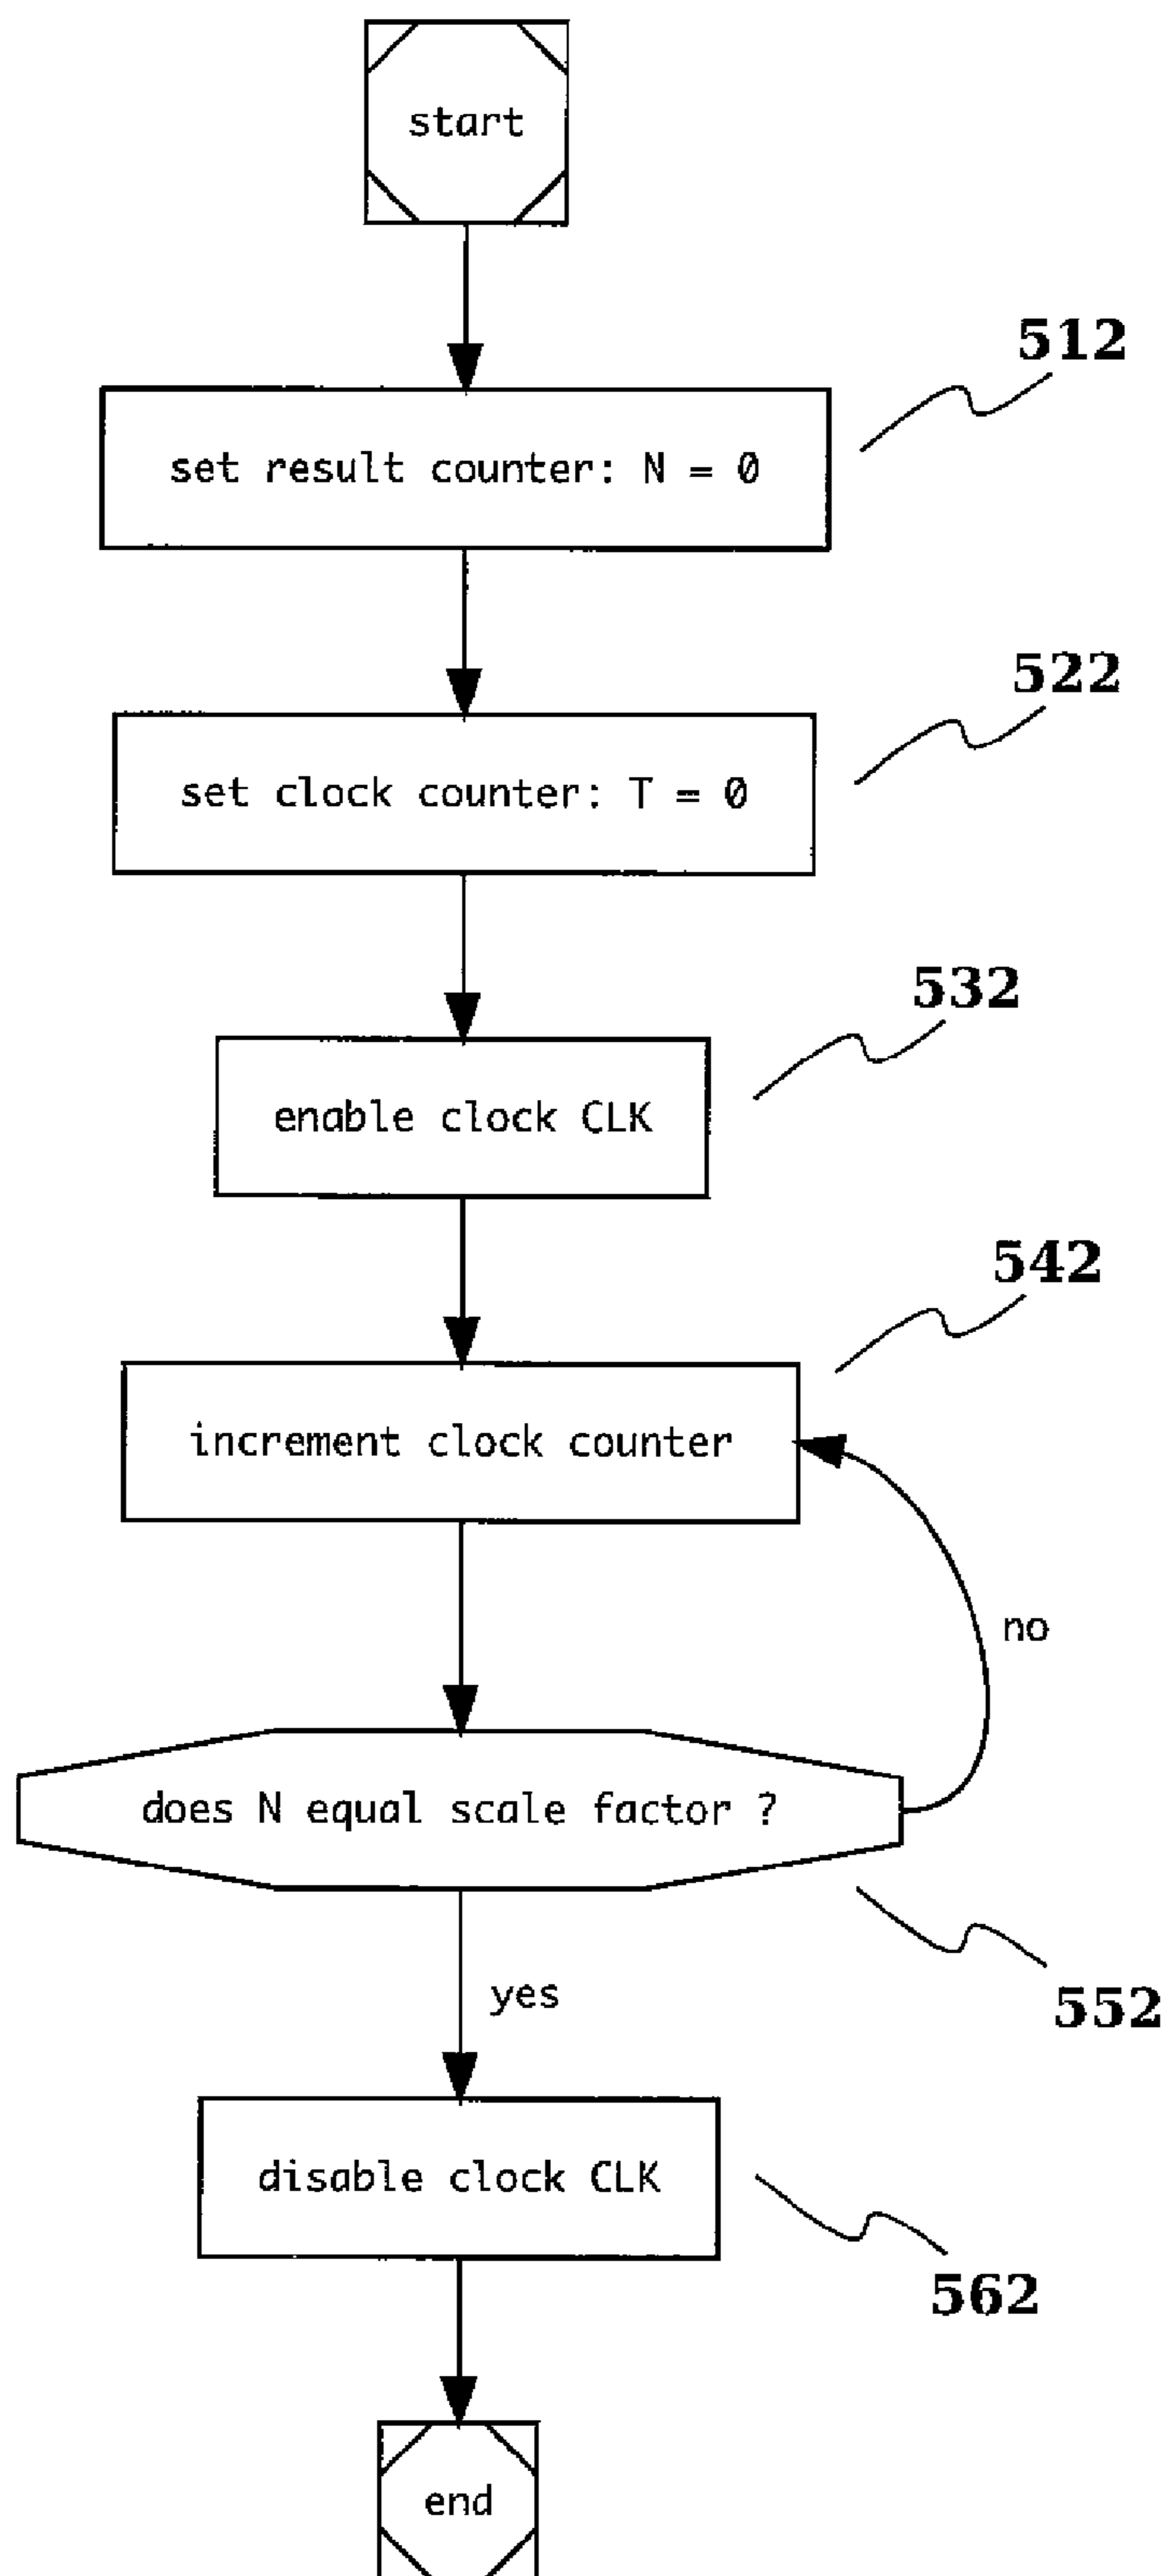 start
512
set result counter: N = 0
522
set clock counter: T = 0
532
enable clock CLK
542
increment clock counter
no
does N equal scale factor ?
yes
552
disable clock CLK
562
end